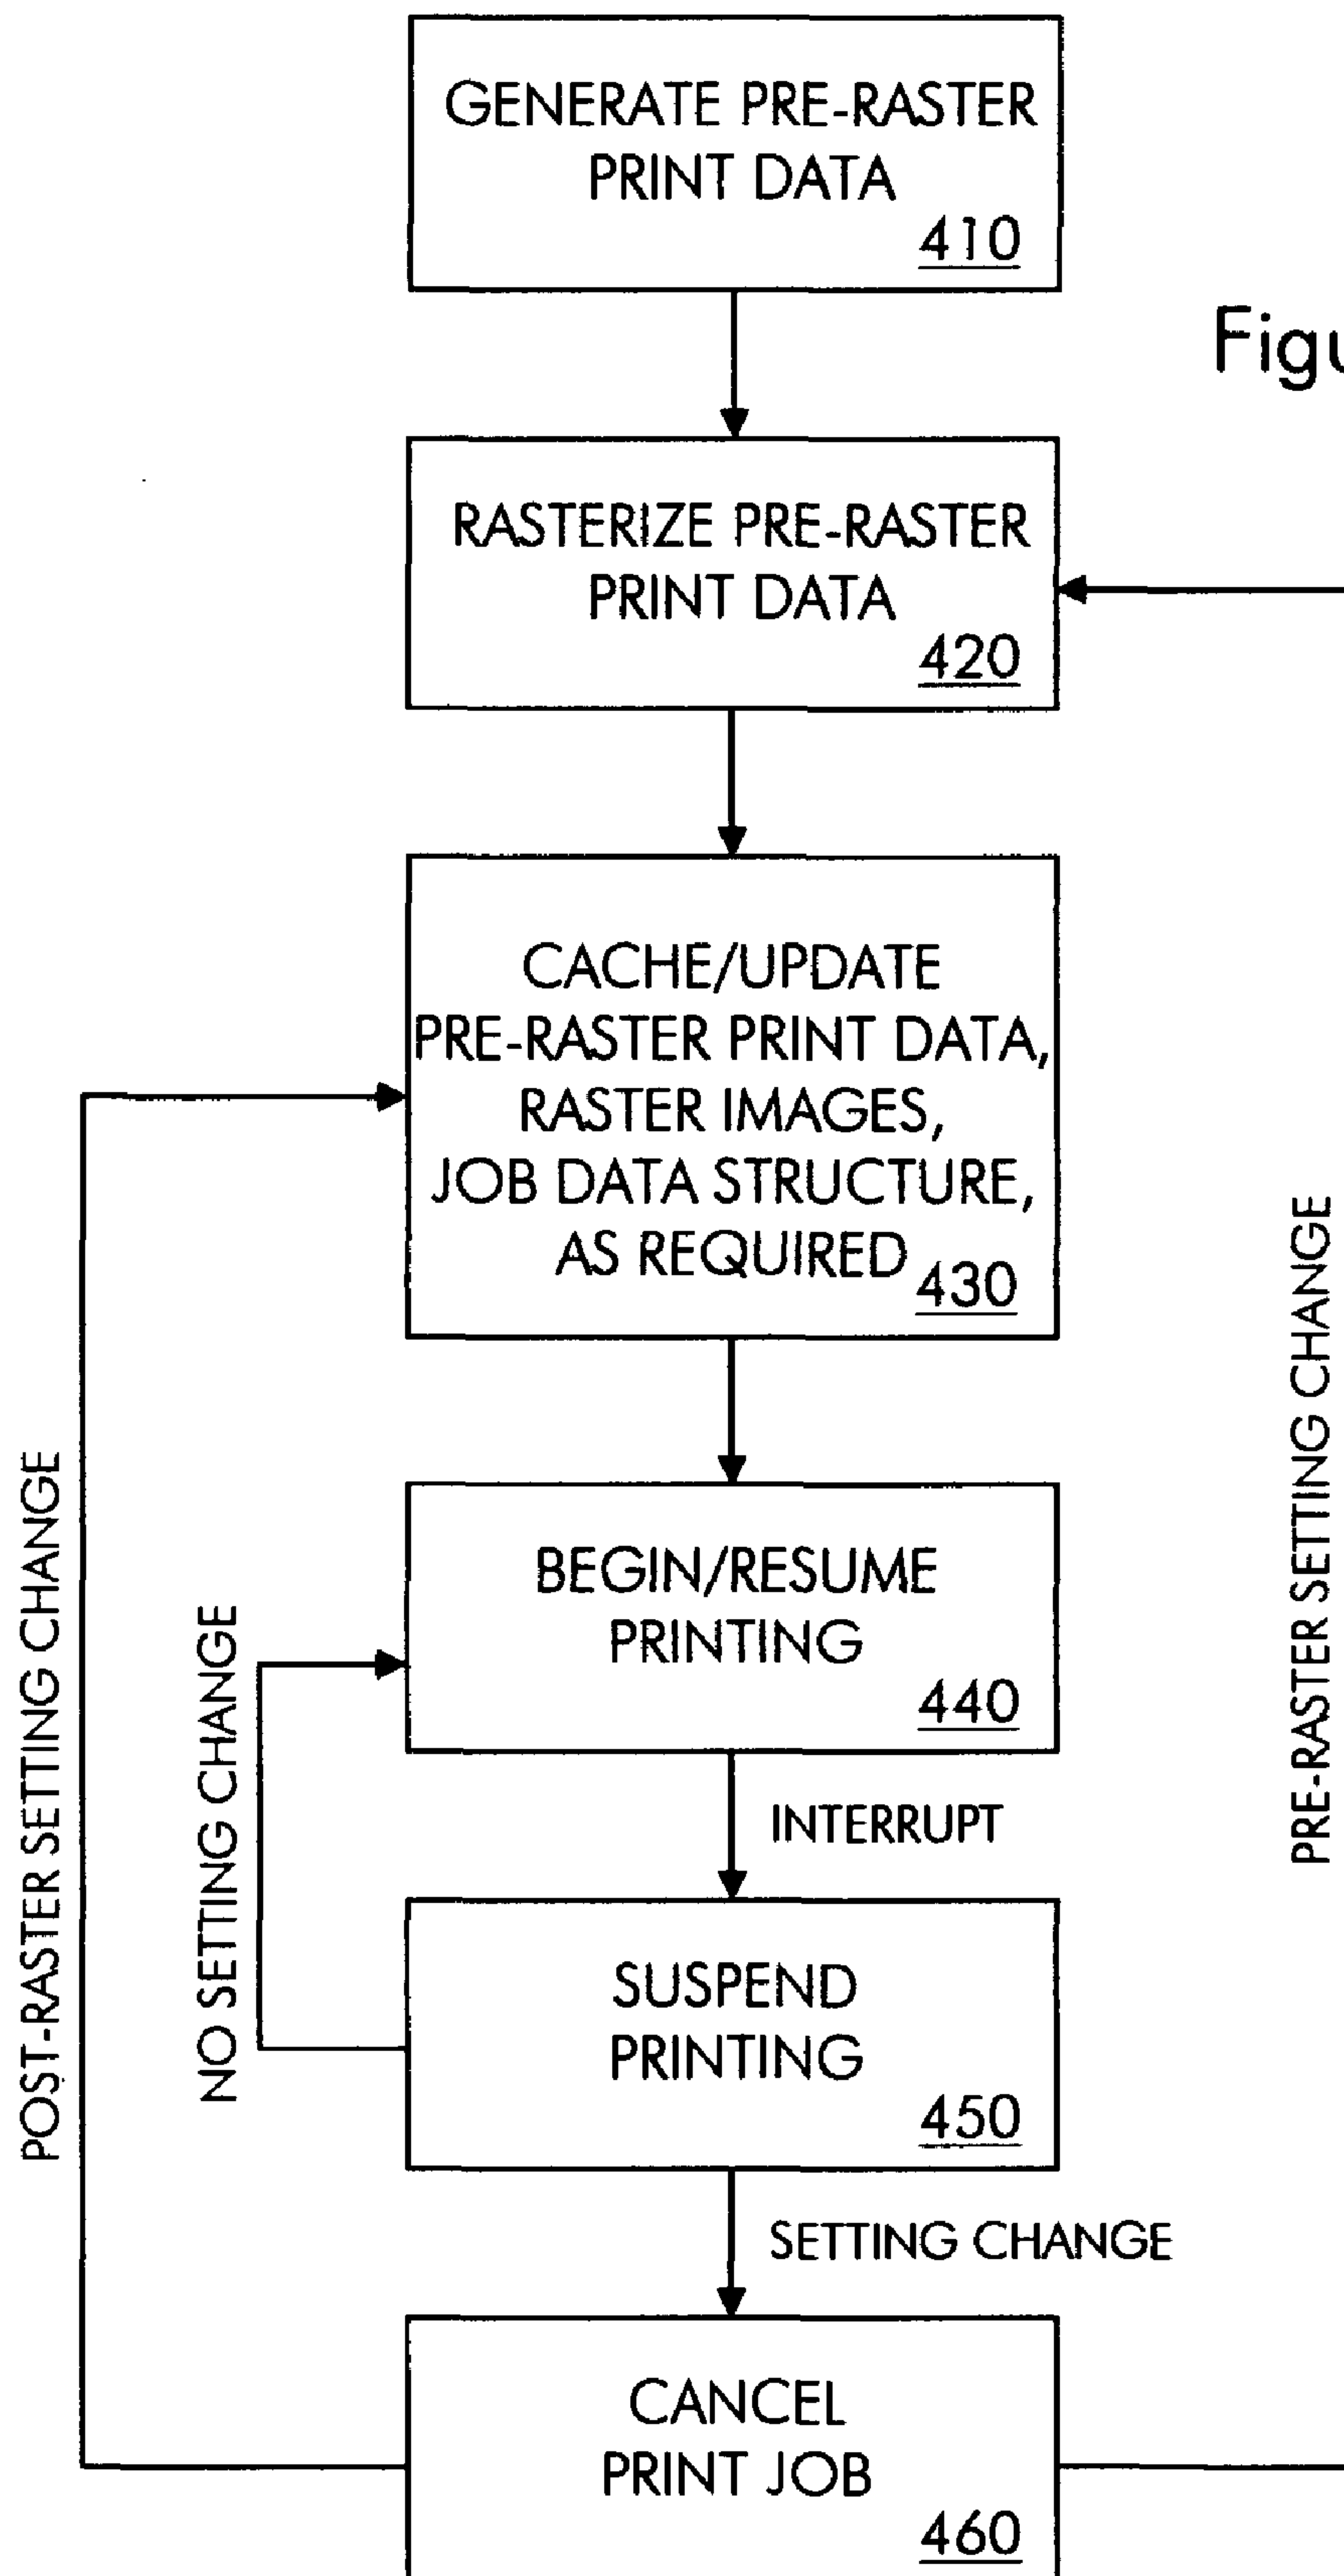 GENERATE PRE-RASTER
PRINT DATA
410
Figu
RASTERIZE PRE-RASTER
PRINT DATA
420
CACHE/UPDATE
PRE-RASTER PRINT DATA,
RASTER IMAGES,
JOB DATA STRUCTURE,
AS REQUIRED
430
POST-RASTER SETTING CHANGE
NO SETTING CHANGE
PRE-RASTER SETTING CHANGE
BEGIN/RESUME
PRINTING
440
INTERRUPT
SUSPEND
PRINTING
450
SETTING CHANGE
CANCEL
PRINT JOB
460